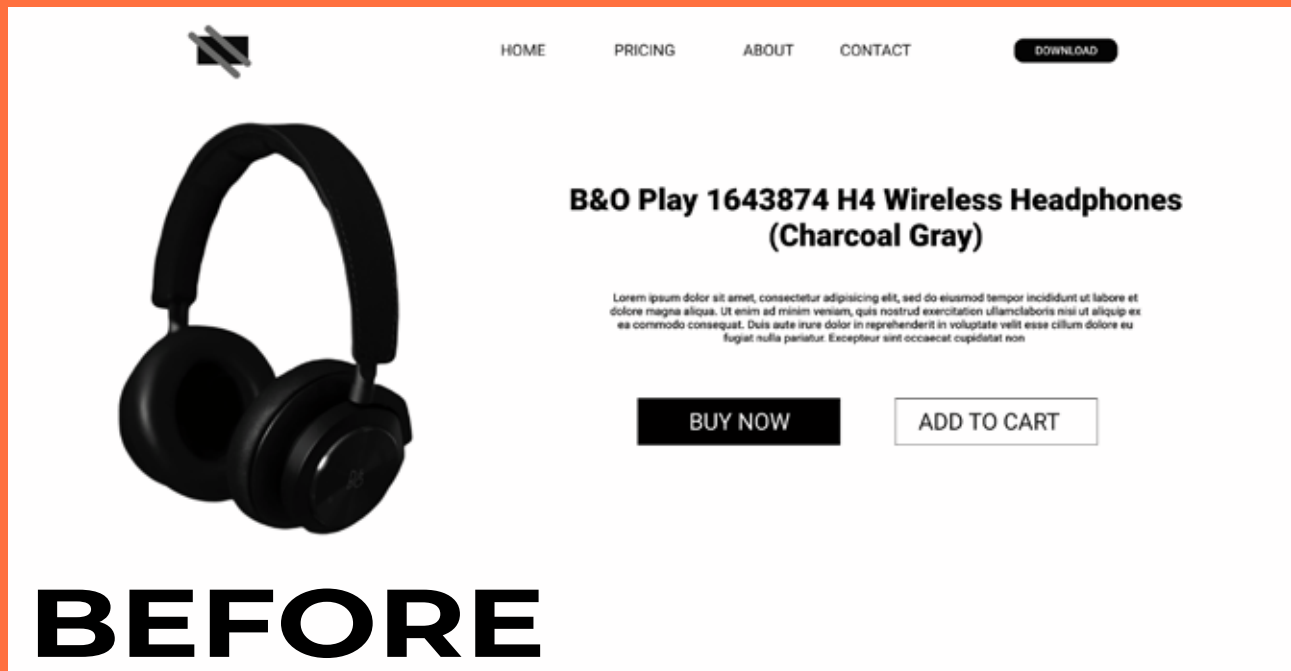 HOME PRICING ABOUT CONTACT DOWNLOAD
B&O Play 1643874 H4 Wireless Headphones
(Charcoal Gray)
Lorem ipsum dolor sit amet, consectetur adipisicing elit, sed do eiusmod tempor incididunt ut labore et
dolore magna aliqua. Ut enim ad minim veniam, quis nostrud exercitation ullamclaboris nisi ut aliquip ex
ea commodo consequat. Duis aute irure dolor in reprehenderit in voluptate velit esse cillum dolore eu
fugiat nulla pariatur. Excepteur sint occaecat cupidatat non
BUY NOW ADD TO CART
B&O
BEFORE